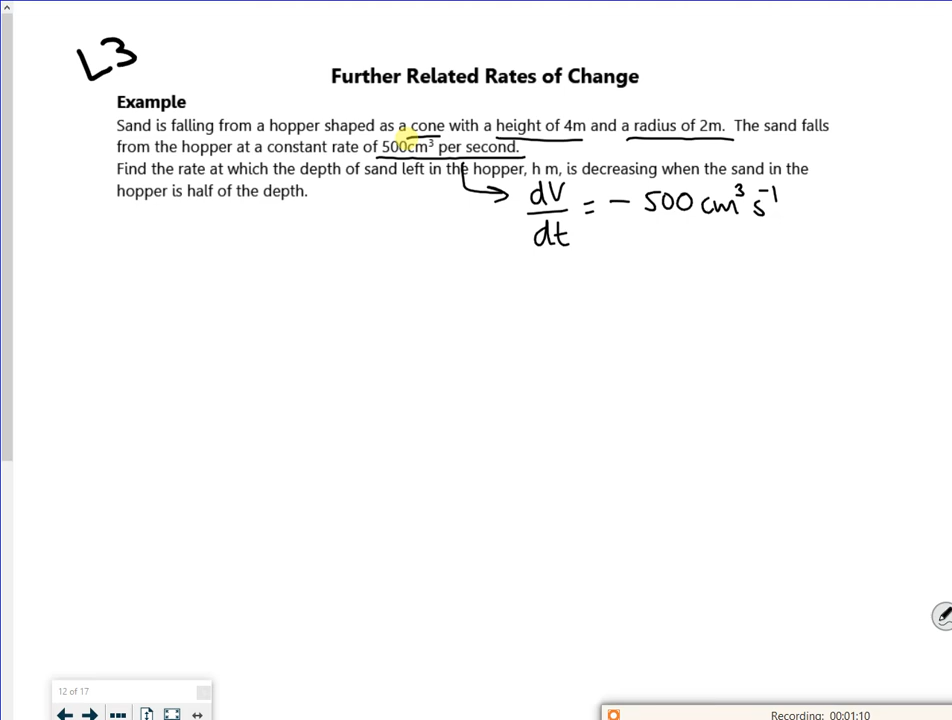 L3
Further Related Rates of Change
Example
Sand is falling from a hopper shaped as a cone with a height of 4m and a radius of 2m. The sand falls
from the hopper at a constant rate of 500cm³ per second.
Find the rate at which the depth of sand left in the hopper, h m, is decreasing when the sand in the
hopper is half of the depth.
dV/dt = - 500 cm³ s⁻¹
12 of 17
Recording: 00:01:10